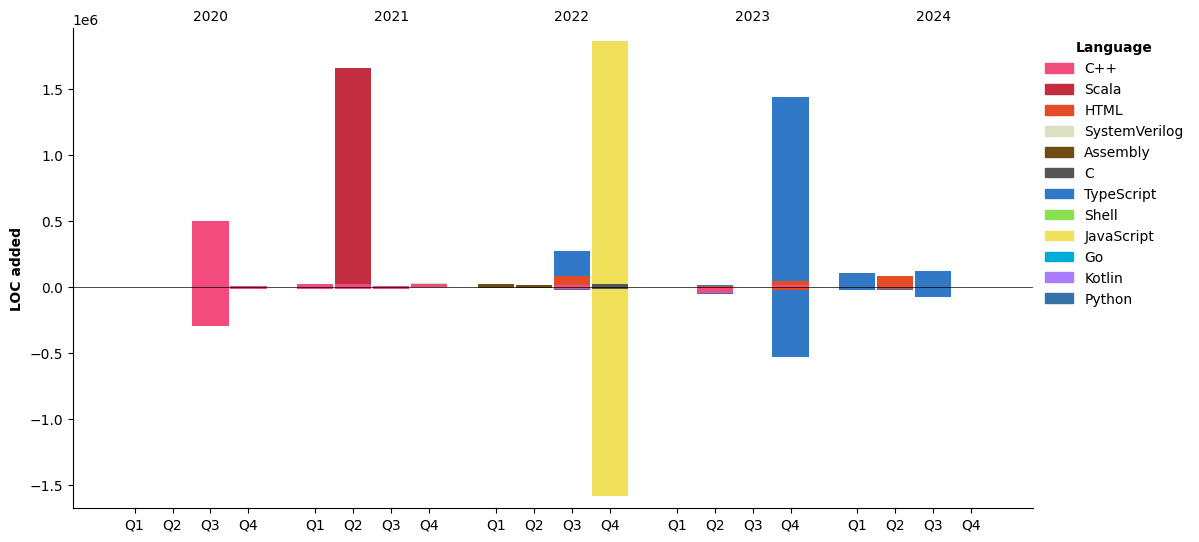 1e6
2020 2021 2022 2023 2024
LOC added
1.5
1.0
0.5
0.0
−0.5
−1.0
−1.5
Q1 Q2 Q3 Q4 Q1 Q2 Q3 Q4 Q1 Q2 Q3 Q4 Q1 Q2 Q3 Q4 Q1 Q2 Q3 Q4
Language
C++
Scala
HTML
SystemVerilog
Assembly
C
TypeScript
Shell
JavaScript
Go
Kotlin
Python